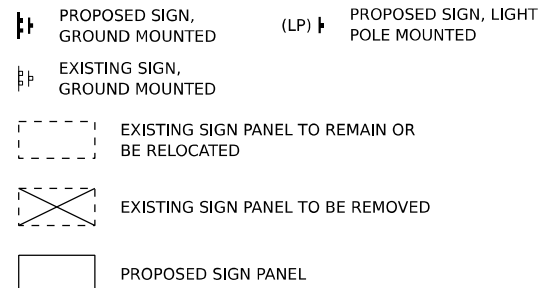 PROPOSED SIGN,
GROUND MOUNTED
(LP) PROPOSED SIGN, LIGHT
POLE MOUNTED
EXISTING SIGN,
GROUND MOUNTED
EXISTING SIGN PANEL TO REMAIN OR
BE RELOCATED
EXISTING SIGN PANEL TO BE REMOVED
PROPOSED SIGN PANEL